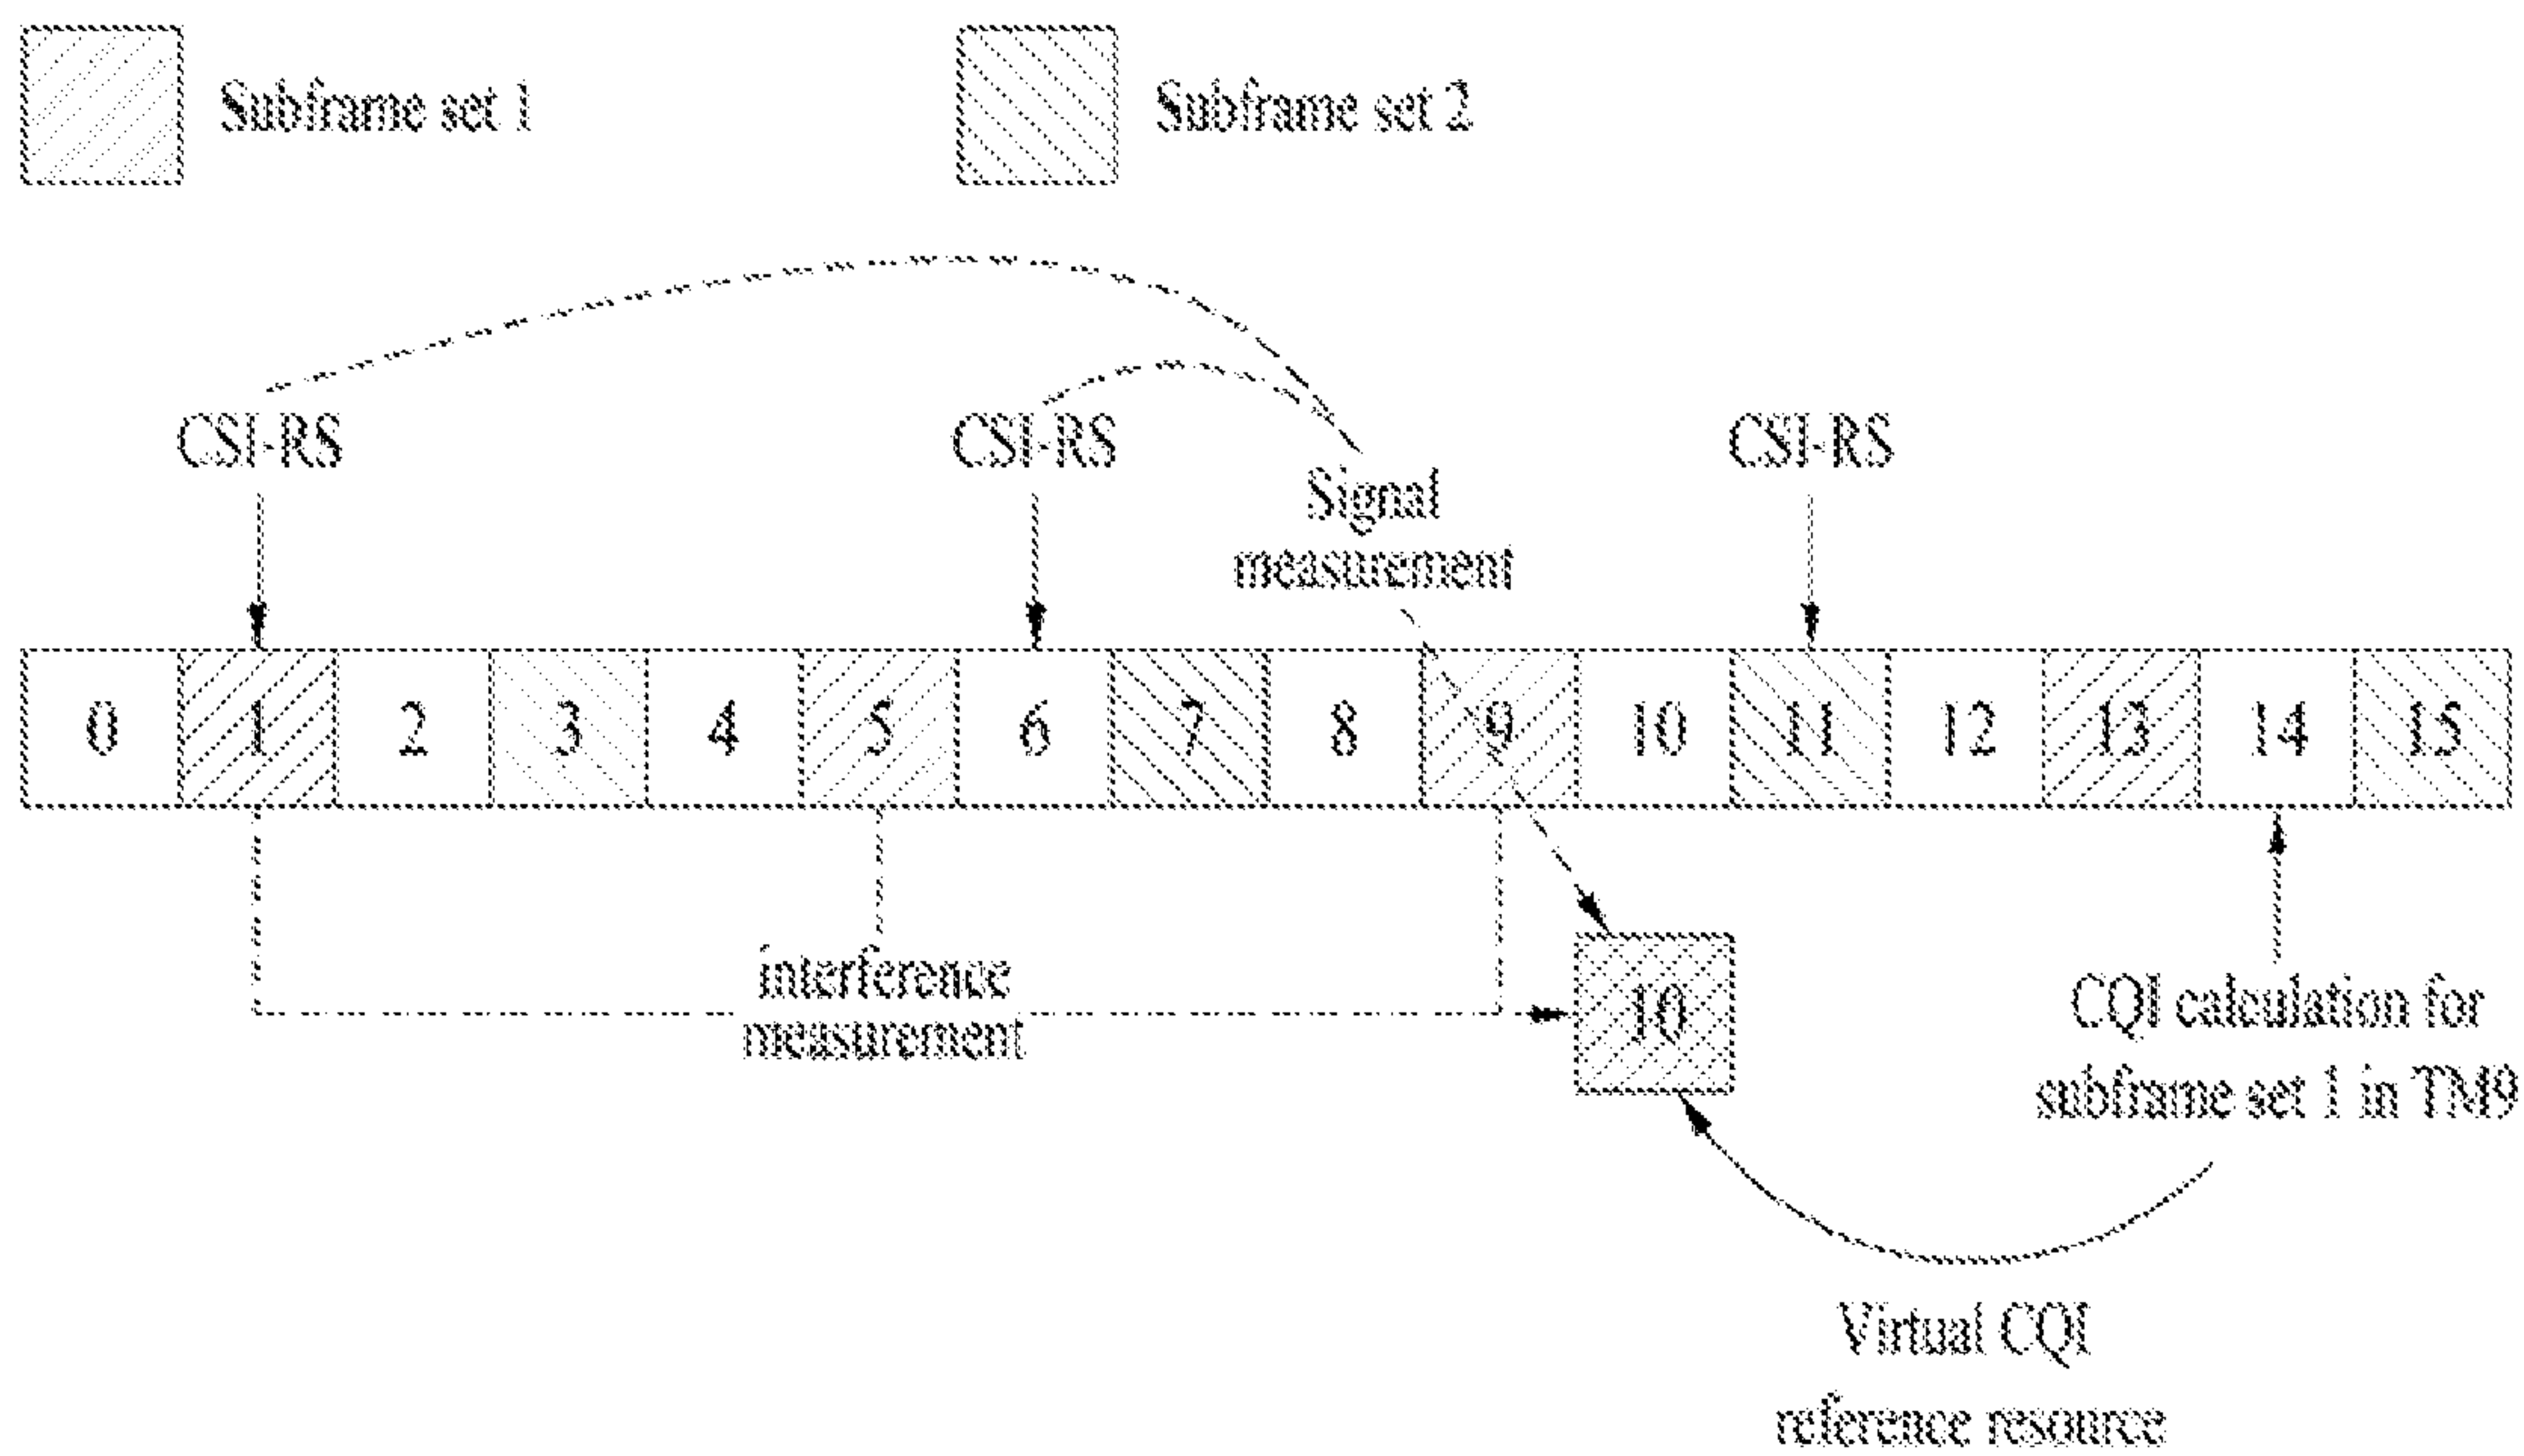 Subframe set 1
Subframe set 2
CSI-RS
CSI-RS
CSI-RS
Signal
measurement
0 1 2 3 4 5 6 7 8 9 10 11 12 13 14 15
interference
measurement
10
CQI calculation for
subframe set 1 in TM9
Virtual CQI
reference resource